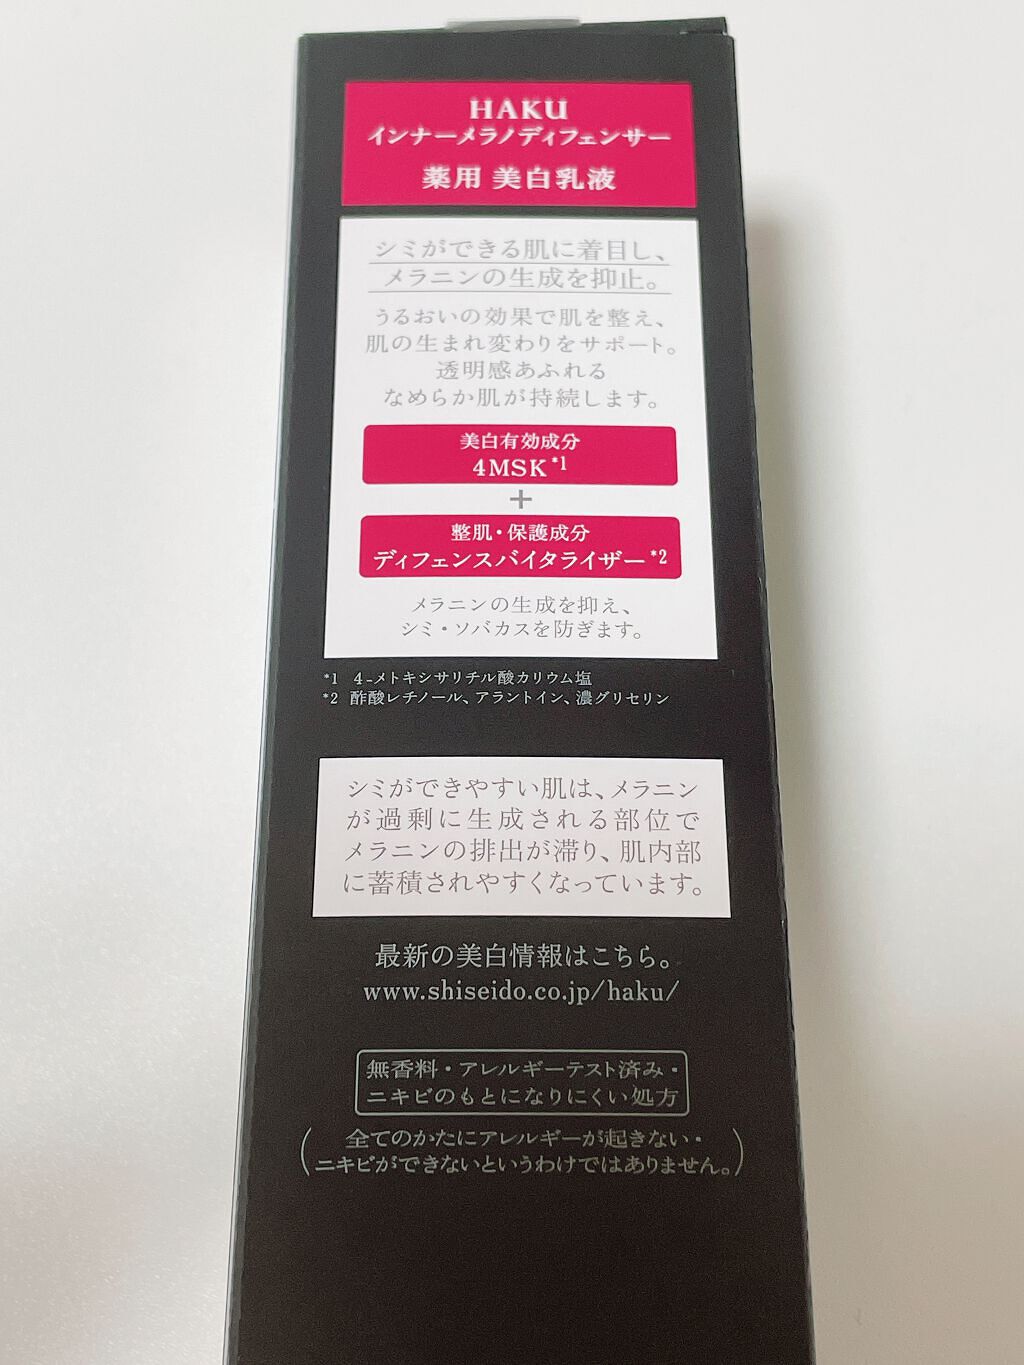 HAKU
インナーメラノディフェンサー
薬用 美白乳液
シミができる肌に着目し、
メラニンの生成を抑止。
うるおいの効果で肌を整え、
肌の生まれ変わりをサポート。
透明感あふれる
なめらか肌が持続します。
美白有効成分
4MSK*1
+
整肌・保護成分
ディフェンスバイタライザー*2
メラニンの生成を抑え、
シミ・ソバカスを防ぎます。
*1 4-メトキシサリチル酸カリウム塩
*2 酢酸レチノール、アラントイン、濃グリセリン
シミができやすい肌は、メラニン
が過剰に生成される部位で
メラニンの排出が滞り、肌内部
に蓄積されやすくなっています。
最新の美白情報はこちら。
www.shiseido.co.jp/haku/
無香料・アレルギーテスト済み・
ニキビのもとになりにくい処方
(全てのかたにアレルギーが起きない・
ニキビができないというわけではありません。)